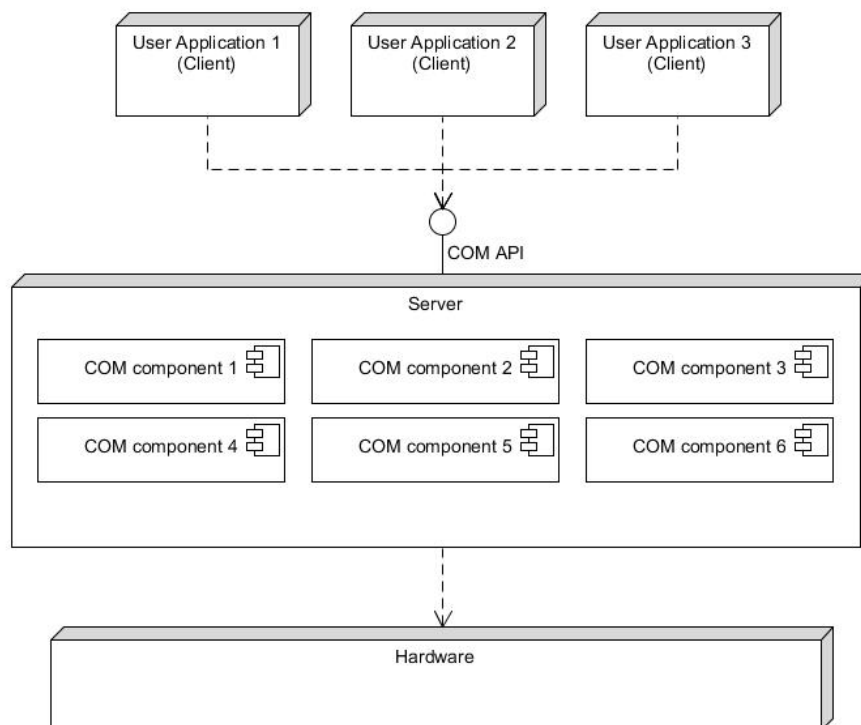 User Application 1
(Client)
User Application 2
(Client)
User Application 3
(Client)
COM API
Server
COM component 1
COM component 2
COM component 3
COM component 4
COM component 5
COM component 6
Hardware